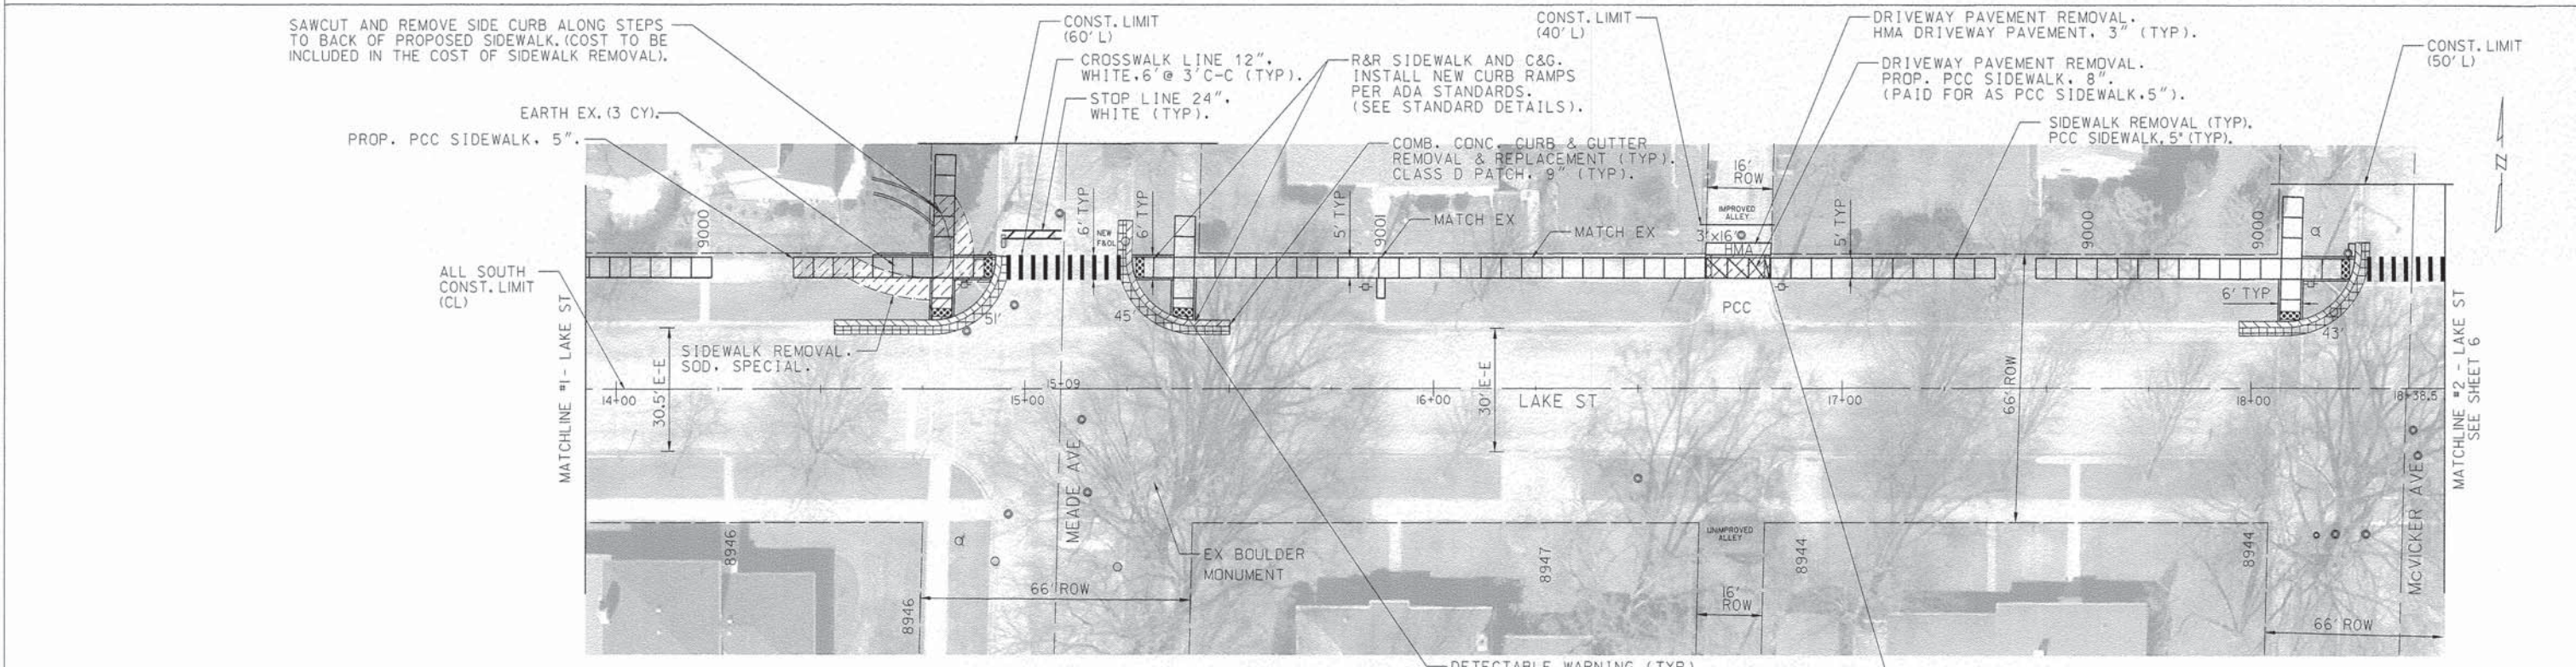 SAWCUT AND REMOVE SIDE CURB ALONG STEPS
TO BACK OF PROPOSED SIDEWALK. (COST TO BE
INCLUDED IN THE COST OF SIDEWALK REMOVAL).
EARTH EX. (3 CY).
PROP. PCC SIDEWALK, 5".
CONST. LIMIT
(60' L)
CROSSWALK LINE 12",
WHITE, 6' @ 3' C-C (TYP).
STOP LINE 24",
WHITE (TYP).
R&R SIDEWALK AND C&G.
INSTALL NEW CURB RAMPS
PER ADA STANDARDS.
(SEE STANDARD DETAILS).
COMB. CONC. CURB & GUTTER
REMOVAL & REPLACEMENT (TYP).
CLASS D PATCH, 9" (TYP).
CONST. LIMIT
(40' L)
DRIVEWAY PAVEMENT REMOVAL.
HMA DRIVEWAY PAVEMENT, 3" (TYP).
DRIVEWAY PAVEMENT REMOVAL.
PROP. PCC SIDEWALK, 8".
(PAID FOR AS PCC SIDEWALK, 5").
SIDEWALK REMOVAL (TYP).
PCC SIDEWALK, 5" (TYP).
CONST. LIMIT
(50' L)
ALL SOUTH
CONST. LIMIT
(CL)
MATCHLINE #1 - LAKE ST
9000
6' TYP
NEW
F&OL
6' TYP
5' TYP
9001
MATCH EX
MATCH EX
16'
ROW
IMPROVED
ALLEY
3'x16'
HMA
5' TYP
9000
9000
PCC
6' TYP
51'
45'
43'
SIDEWALK REMOVAL.
SOD, SPECIAL.
14+00
30.5' E-E
15+00
15+09
16+00
30' E-E
LAKE ST
17+00
66' ROW
18+00
18+38.5
MATCHLINE #2 - LAKE ST
SEE SHEET 6
MEADE AVE
EX BOULDER
MONUMENT
8946
8946
66' ROW
8947
UNIMPROVED
ALLEY
16'
ROW
8944
8944
McVICKER AVE
66' ROW
DETECTABLE WARNING (TYP)